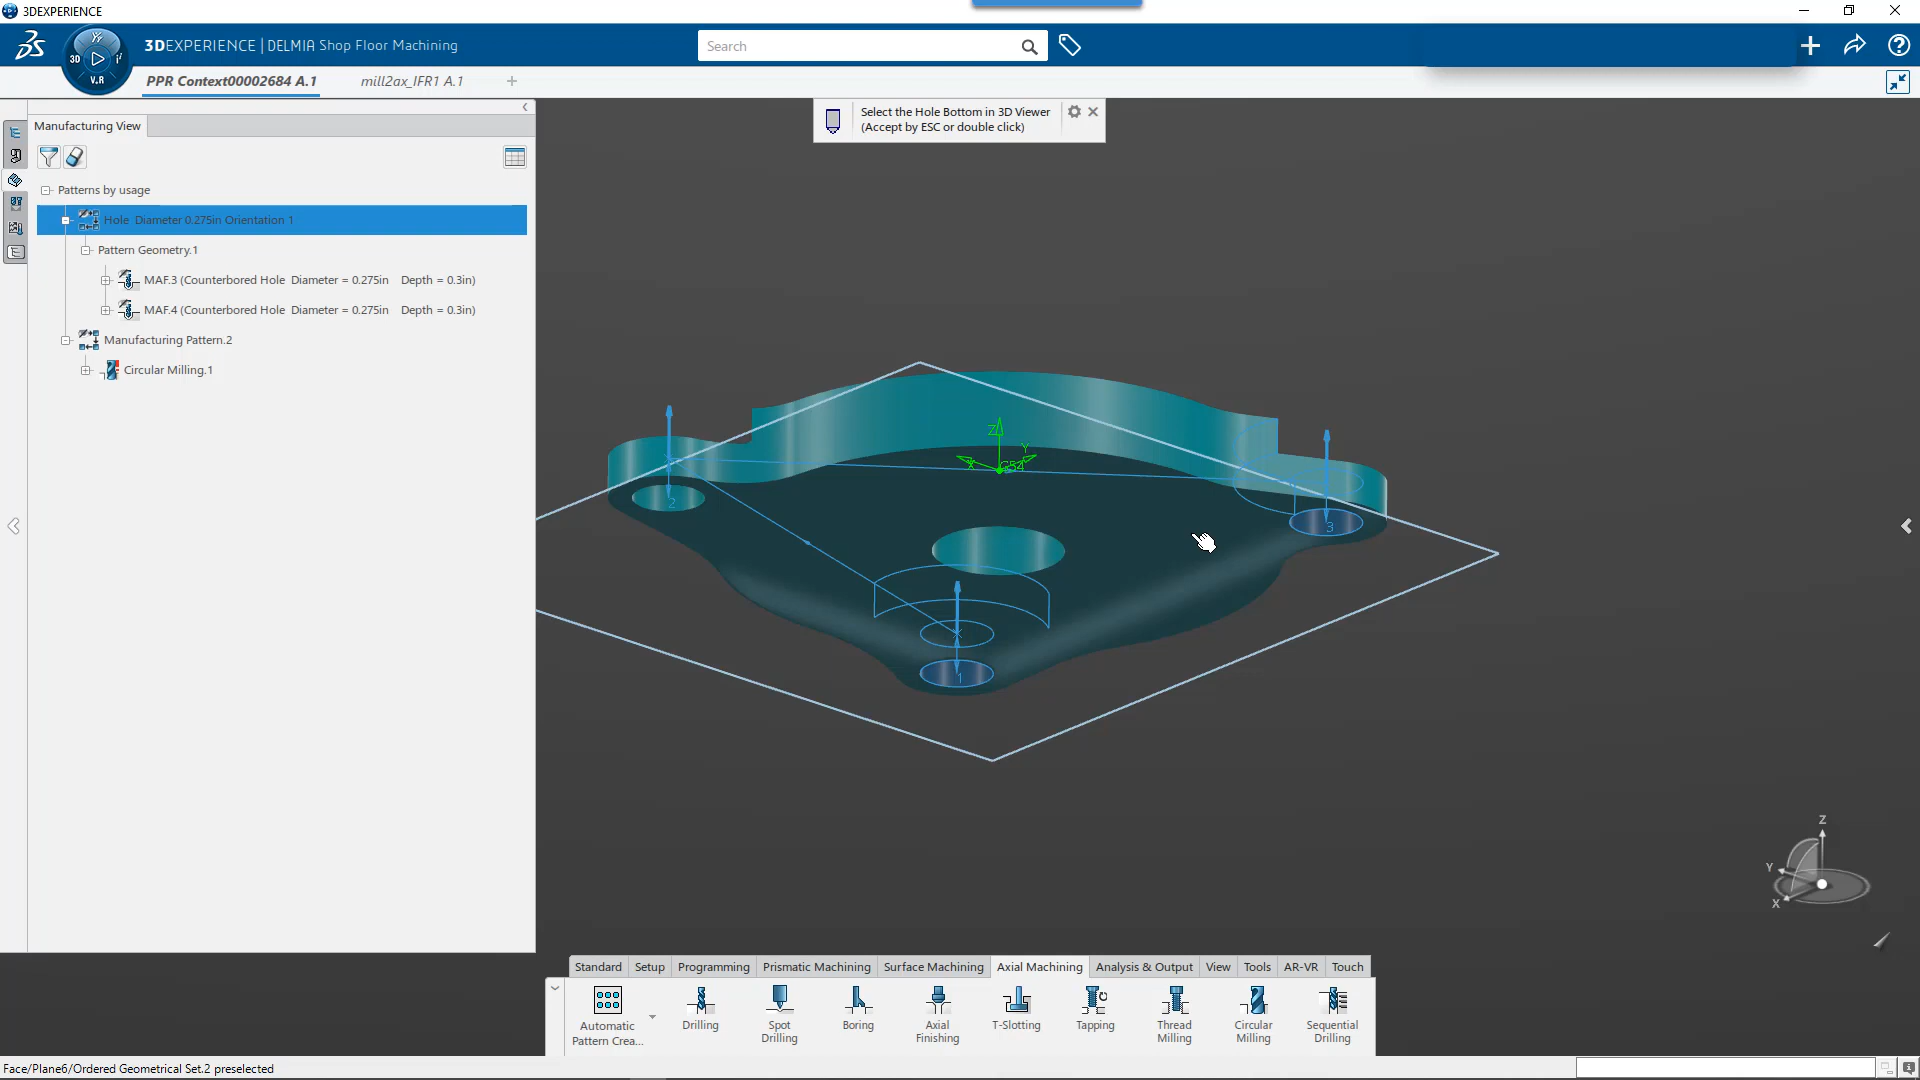 3DEXPERIENCE
3DEXPERIENCE | DELMIA Shop Floor Machining
3D
V.R
Search
PPR Context00002684 A.1
mill2ax_IFR1 A.1
Manufacturing View
Select the Hole Bottom in 3D Viewer
(Accept by ESC or double click)
Patterns by usage
Hole Diameter 0.275in Orientation 1
Pattern Geometry.1
MAF.3 (Counterbored Hole Diameter = 0.275in Depth = 0.3in)
MAF.4 (Counterbored Hole Diameter = 0.275in Depth = 0.3in)
Manufacturing Pattern.2
Circular Milling.1
Z
Y
X
G54
2
3
1
Z
Y
X
Standard
Setup
Programming
Prismatic Machining
Surface Machining
Axial Machining
Analysis & Output
View
Tools
AR-VR
Touch
Automatic
Pattern Crea...
Drilling
Spot
Drilling
Boring
Axial
Finishing
T-Slotting
Tapping
Thread
Milling
Circular
Milling
Sequential
Drilling
Face/Plane6/Ordered Geometrical Set.2 preselected